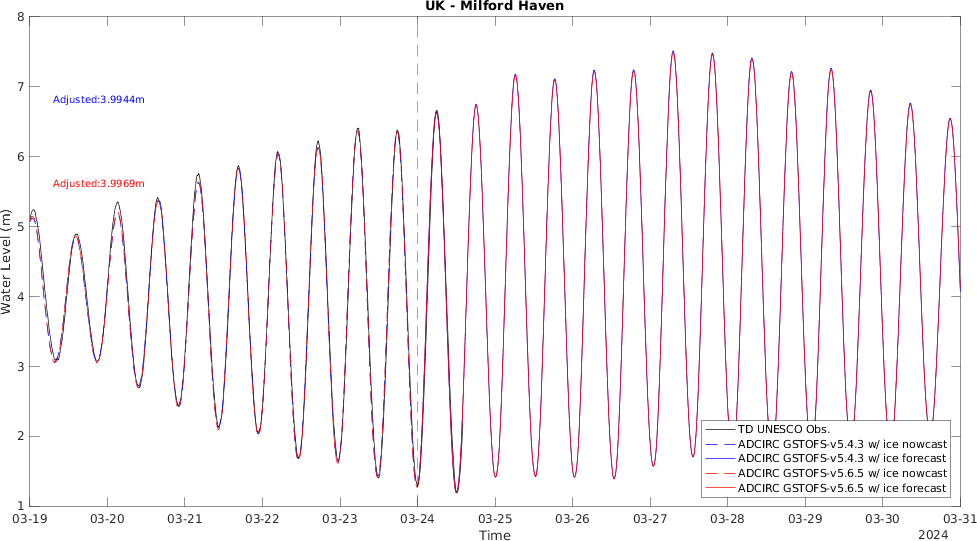 UK - Milford Haven
8
7
6
5
4
3
2
1
Water Level (m)
Adjusted:3.9944m
Adjusted:3.9969m
TD UNESCO Obs.
ADCIRC GSTOFS-v5.4.3 w/ ice nowcast
ADCIRC GSTOFS-v5.4.3 w/ ice forecast
ADCIRC GSTOFS-v5.6.5 w/ ice nowcast
ADCIRC GSTOFS-v5.6.5 w/ ice forecast
03-19 03-20 03-21 03-22 03-23 03-24 03-25 03-26 03-27 03-28 03-29 03-30 03-31
Time
2024